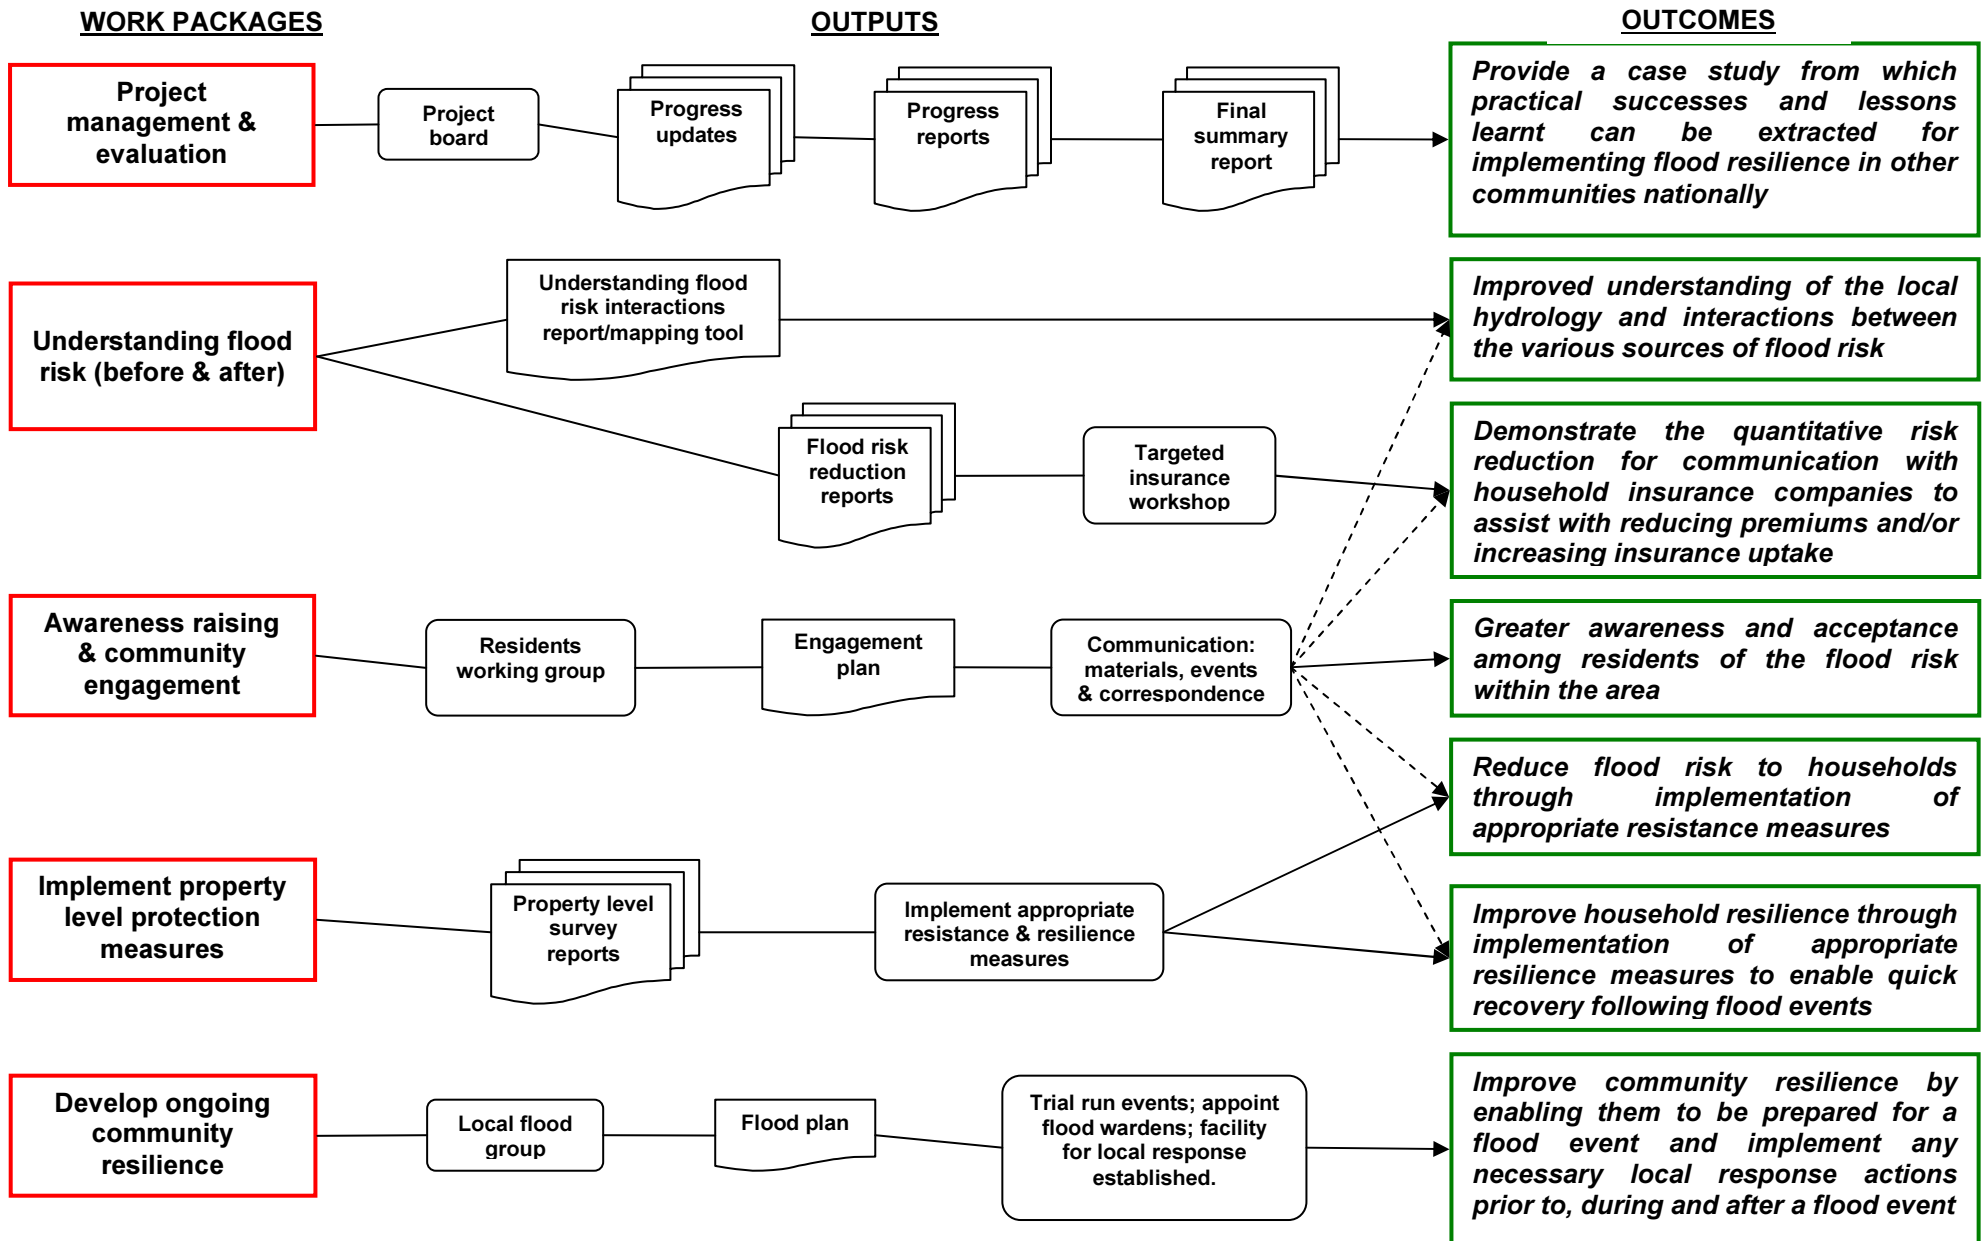 WORK PACKAGES
OUTPUTS
OUTCOMES
Project
management &
evaluation
Project
board
Progress
updates
Progress
reports
Final
summary
report
Provide a case study from which
practical successes and lessons
learnt can be extracted for
implementing flood resilience in other
communities nationally
Understanding flood
risk (before & after)
Understanding flood
risk interactions
report/mapping tool
Improved understanding of the local
hydrology and interactions between
the various sources of flood risk
Flood risk
reduction
reports
Targeted
insurance
workshop
Demonstrate the quantitative risk
reduction for communication with
household insurance companies to
assist with reducing premiums and/or
increasing insurance uptake
Awareness raising
& community
engagement
Residents
working group
Engagement
plan
Communication:
materials, events
& correspondence
Greater awareness and acceptance
among residents of the flood risk
within the area
Reduce flood risk to households
through implementation of
appropriate resistance measures
Implement property
level protection
measures
Property level
survey
reports
Implement appropriate
resistance & resilience
measures
Improve household resilience through
implementation of appropriate
resilience measures to enable quick
recovery following flood events
Develop ongoing
community
resilience
Local flood
group
Flood plan
Trial run events; appoint
flood wardens; facility
for local response
established.
Improve community resilience by
enabling them to be prepared for a
flood event and implement any
necessary local response actions
prior to, during and after a flood event